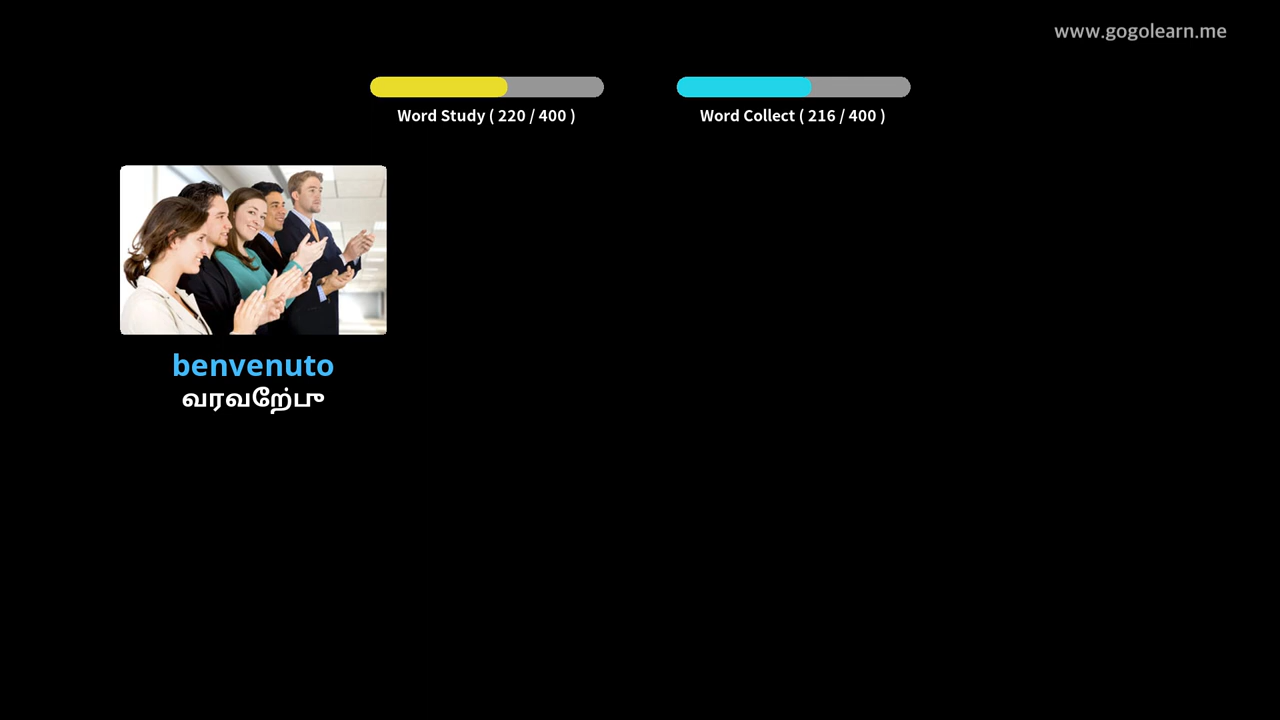 www.gogolearn.me
Word Study ( 220 / 400 )
Word Collect ( 216 / 400 )
benvenuto
வரவேற்பு